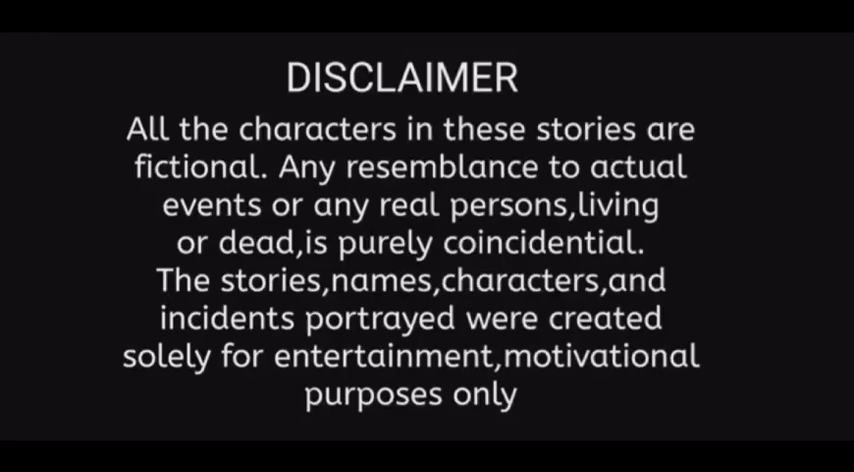 DISCLAIMER
All the characters in these stories are
fictional. Any resemblance to actual
events or any real persons,living
or dead,is purely coincidential.
The stories,names,characters,and
incidents portrayed were created
solely for entertainment,motivational
purposes only